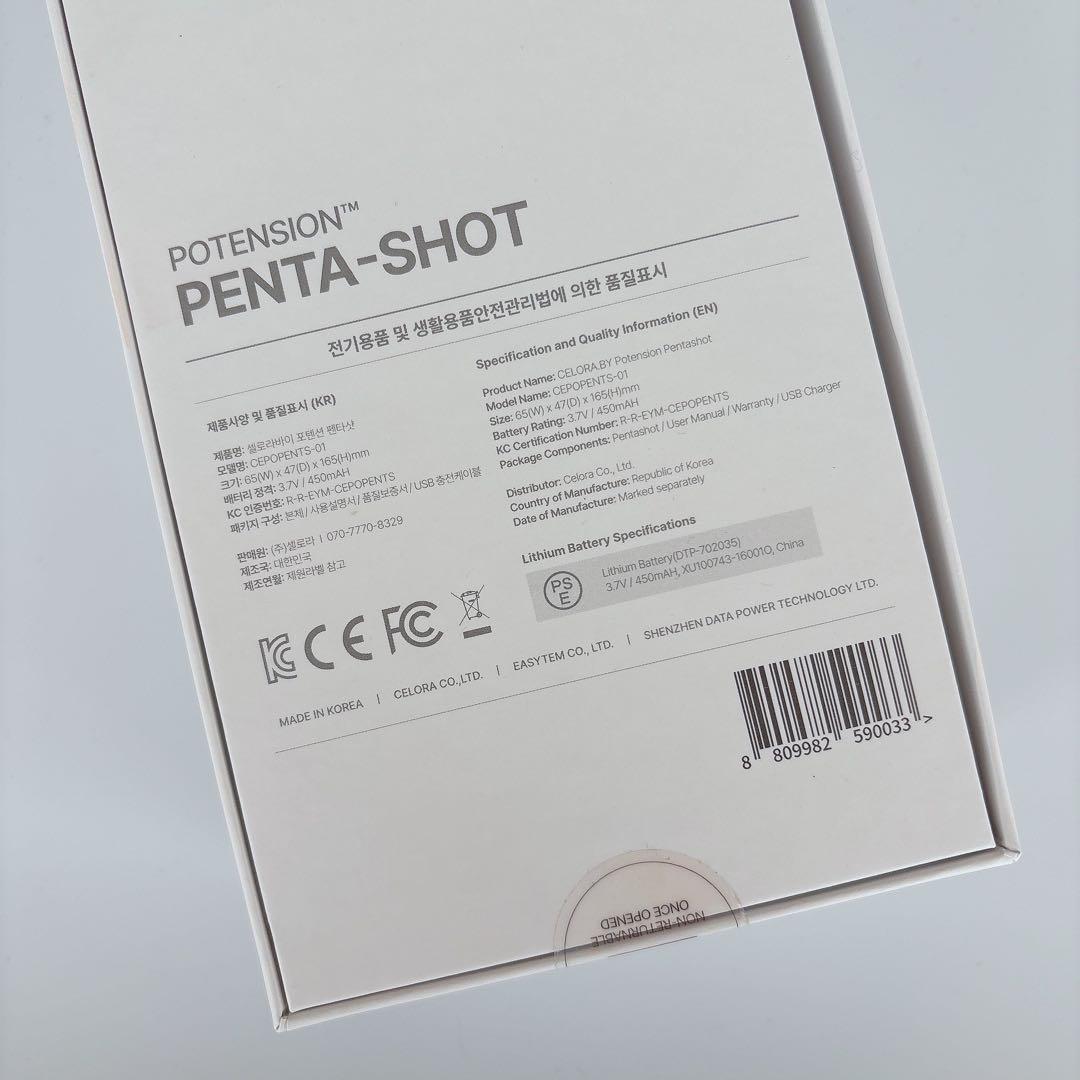 POTENSION™
PENTA-SHOT
전기용품 및 생활용품안전관리법에 의한 품질표시
제품사양 및 품질표시 (KR)
제품명: 셀로라바이 포텐션 펜타샷
모델명: CEPOPENTS-01
크기: 65(W) x 47(D) x 165(H)mm
배터리 정격: 3.7V / 450mAH
KC 인증번호: R-R-EYM-CEPOPENTS
패키지 구성: 본체 / 사용설명서 / 품질보증서 / USB 충전케이블
판매원: (주)셀로라 | 070-7770-8329
제조국: 대한민국
제조연월: 제원라벨 참고
Specification and Quality Information (EN)
Product Name: CELORA.BY Potension Pentashot
Model Name: CEPOPENTS-01
Size: 65(W) x 47(D) x 165(H)mm
Battery Rating: 3.7V / 450mAH
KC Certification Number: R-R-EYM-CEPOPENTS
Package Components: Pentashot / User Manual / Warranty / USB Charger
Distributor: Celora Co., Ltd.
Country of Manufacture: Republic of Korea
Date of Manufacture: Marked separately
Lithium Battery Specifications
PS
E
Lithium Battery(DTP-702035)
3.7V / 450mAH, XU100743-16001O, China
KC CE FC
MADE IN KOREA | CELORA CO.,LTD. | EASYTEM CO., LTD. | SHENZHEN DATA POWER TECHNOLOGY LTD.
8 809982 590033 >
NON-RETURNABLE
ONCE OPENED